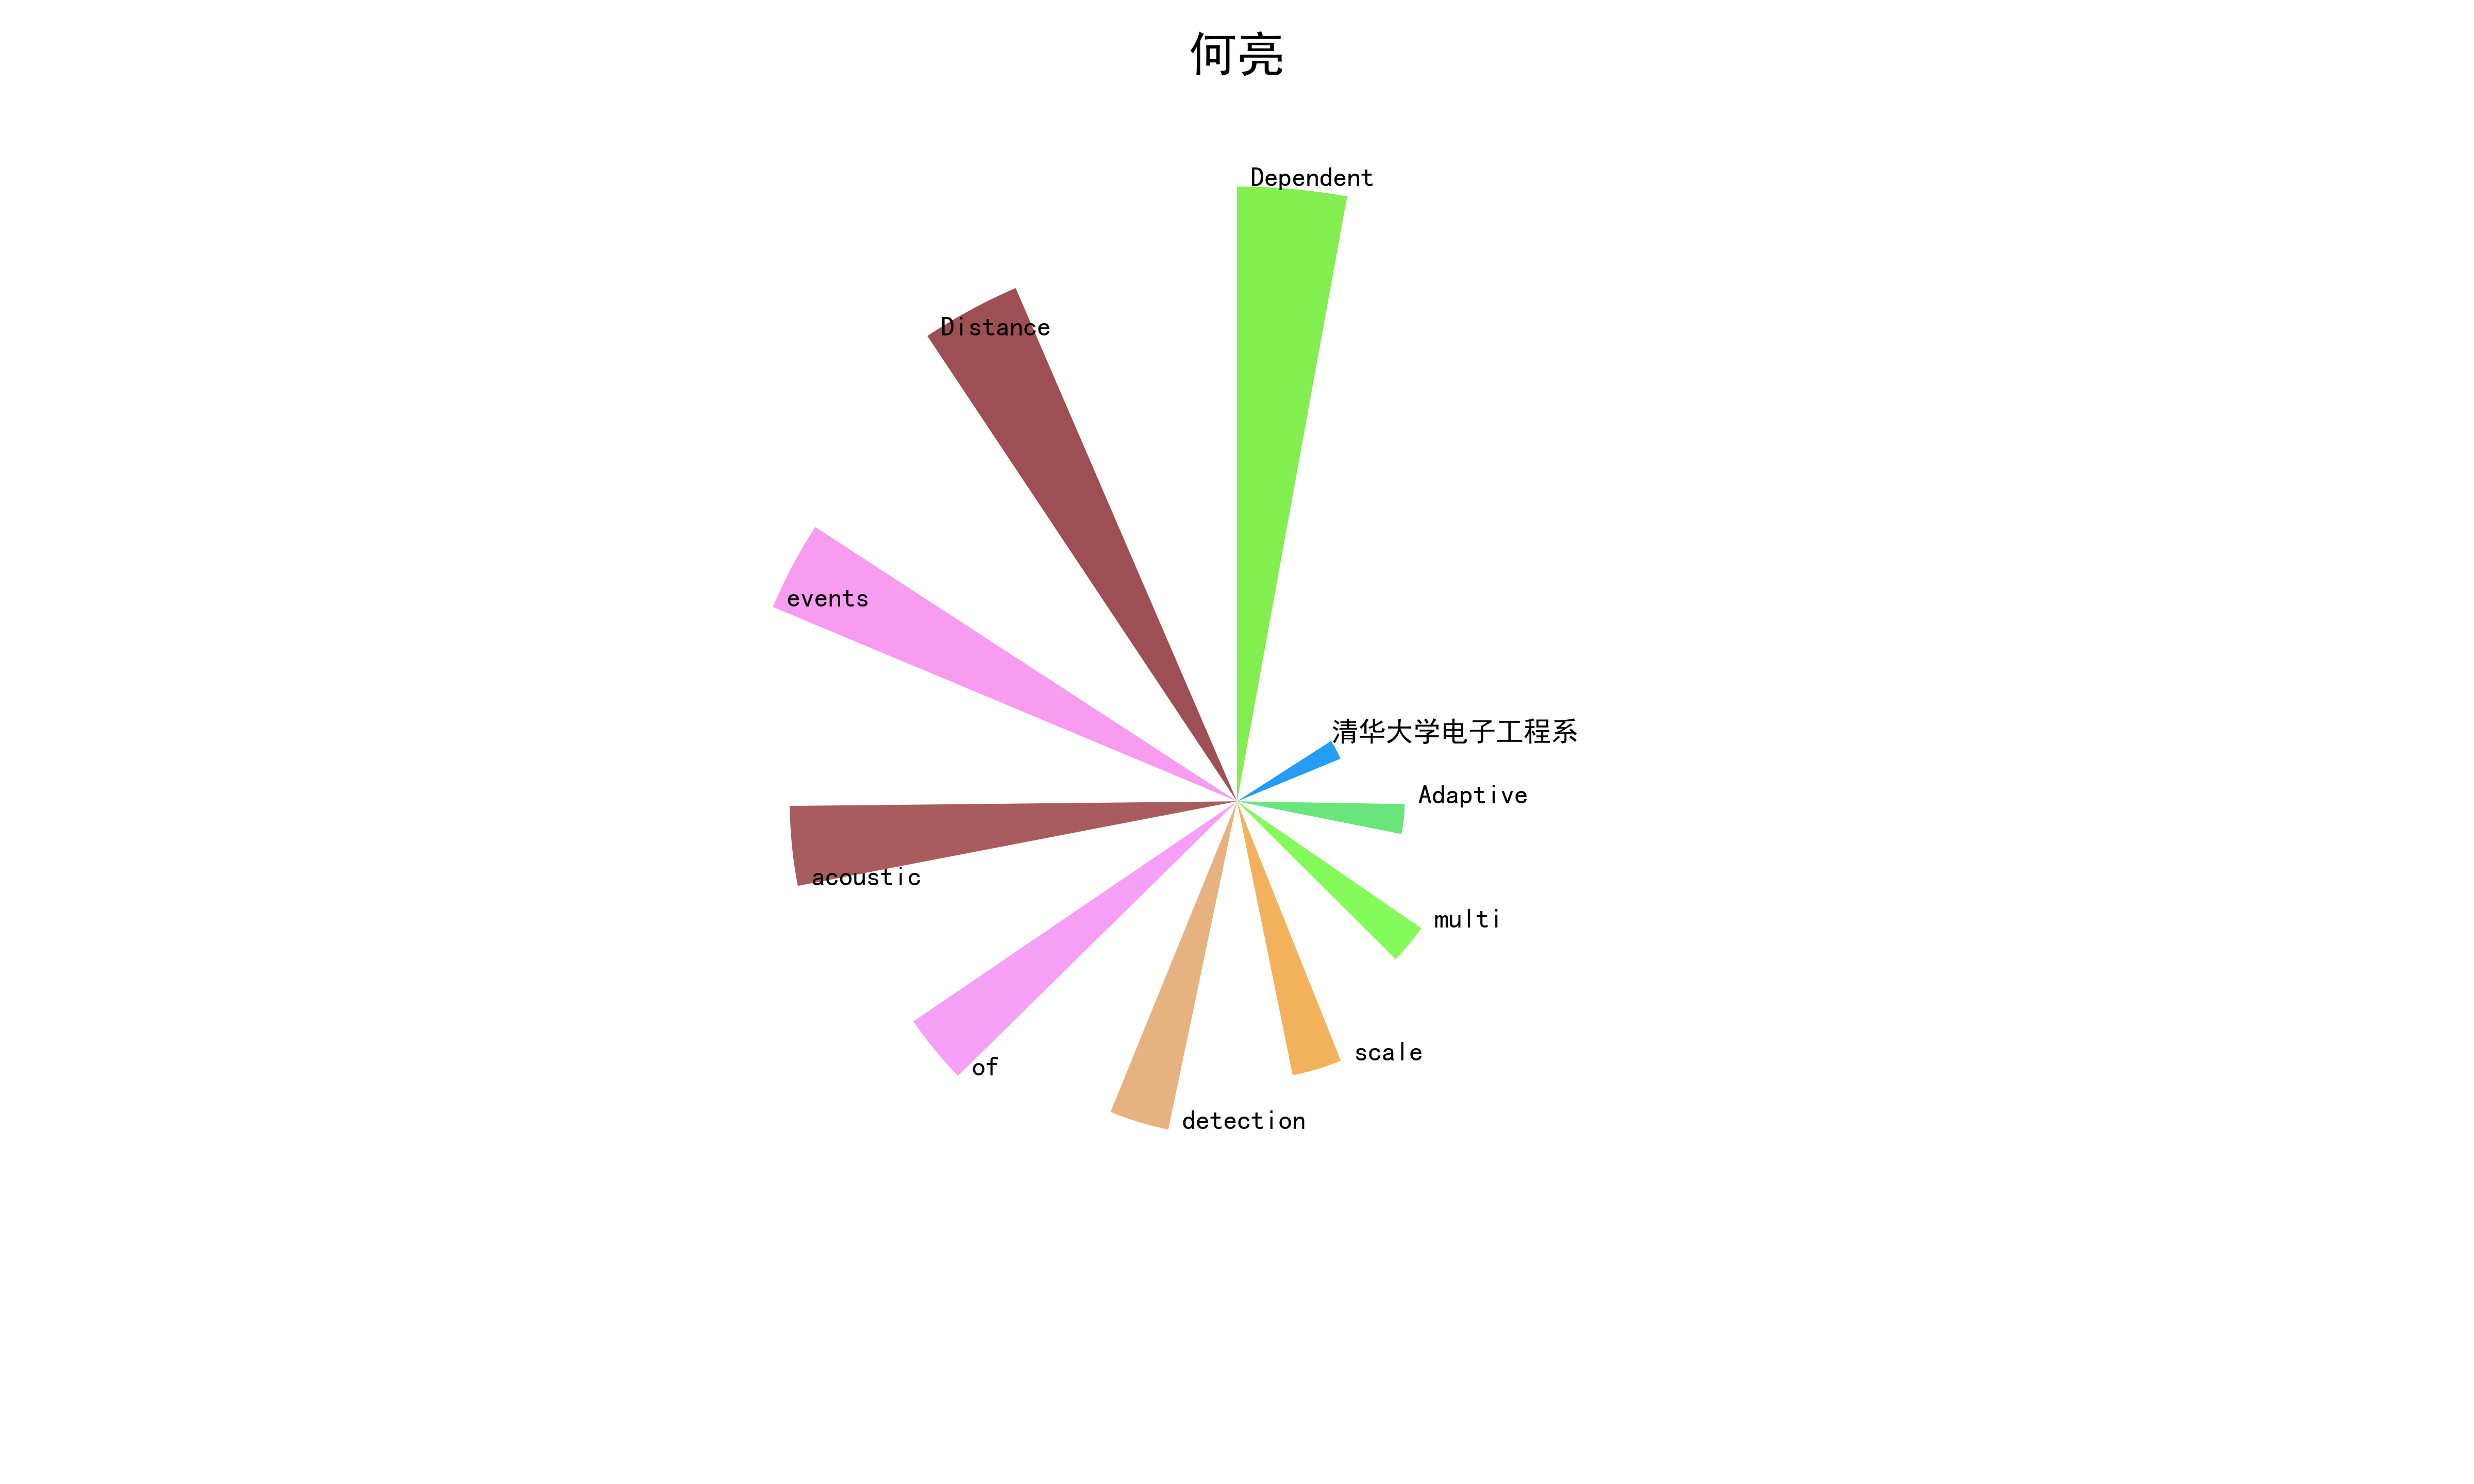 何亮
Dependent
Distance
events
清华大学电子工程系
Adaptive
acoustic
multi
scale
of
detection